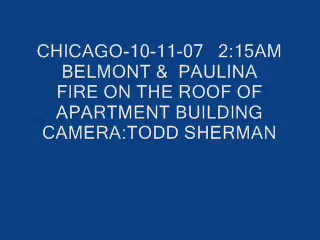 CHICAGO-10-11-07 2:15AM
BELMONT & PAULINA
FIRE ON THE ROOF OF
APARTMENT BUILDING
CAMERA:TODD SHERMAN